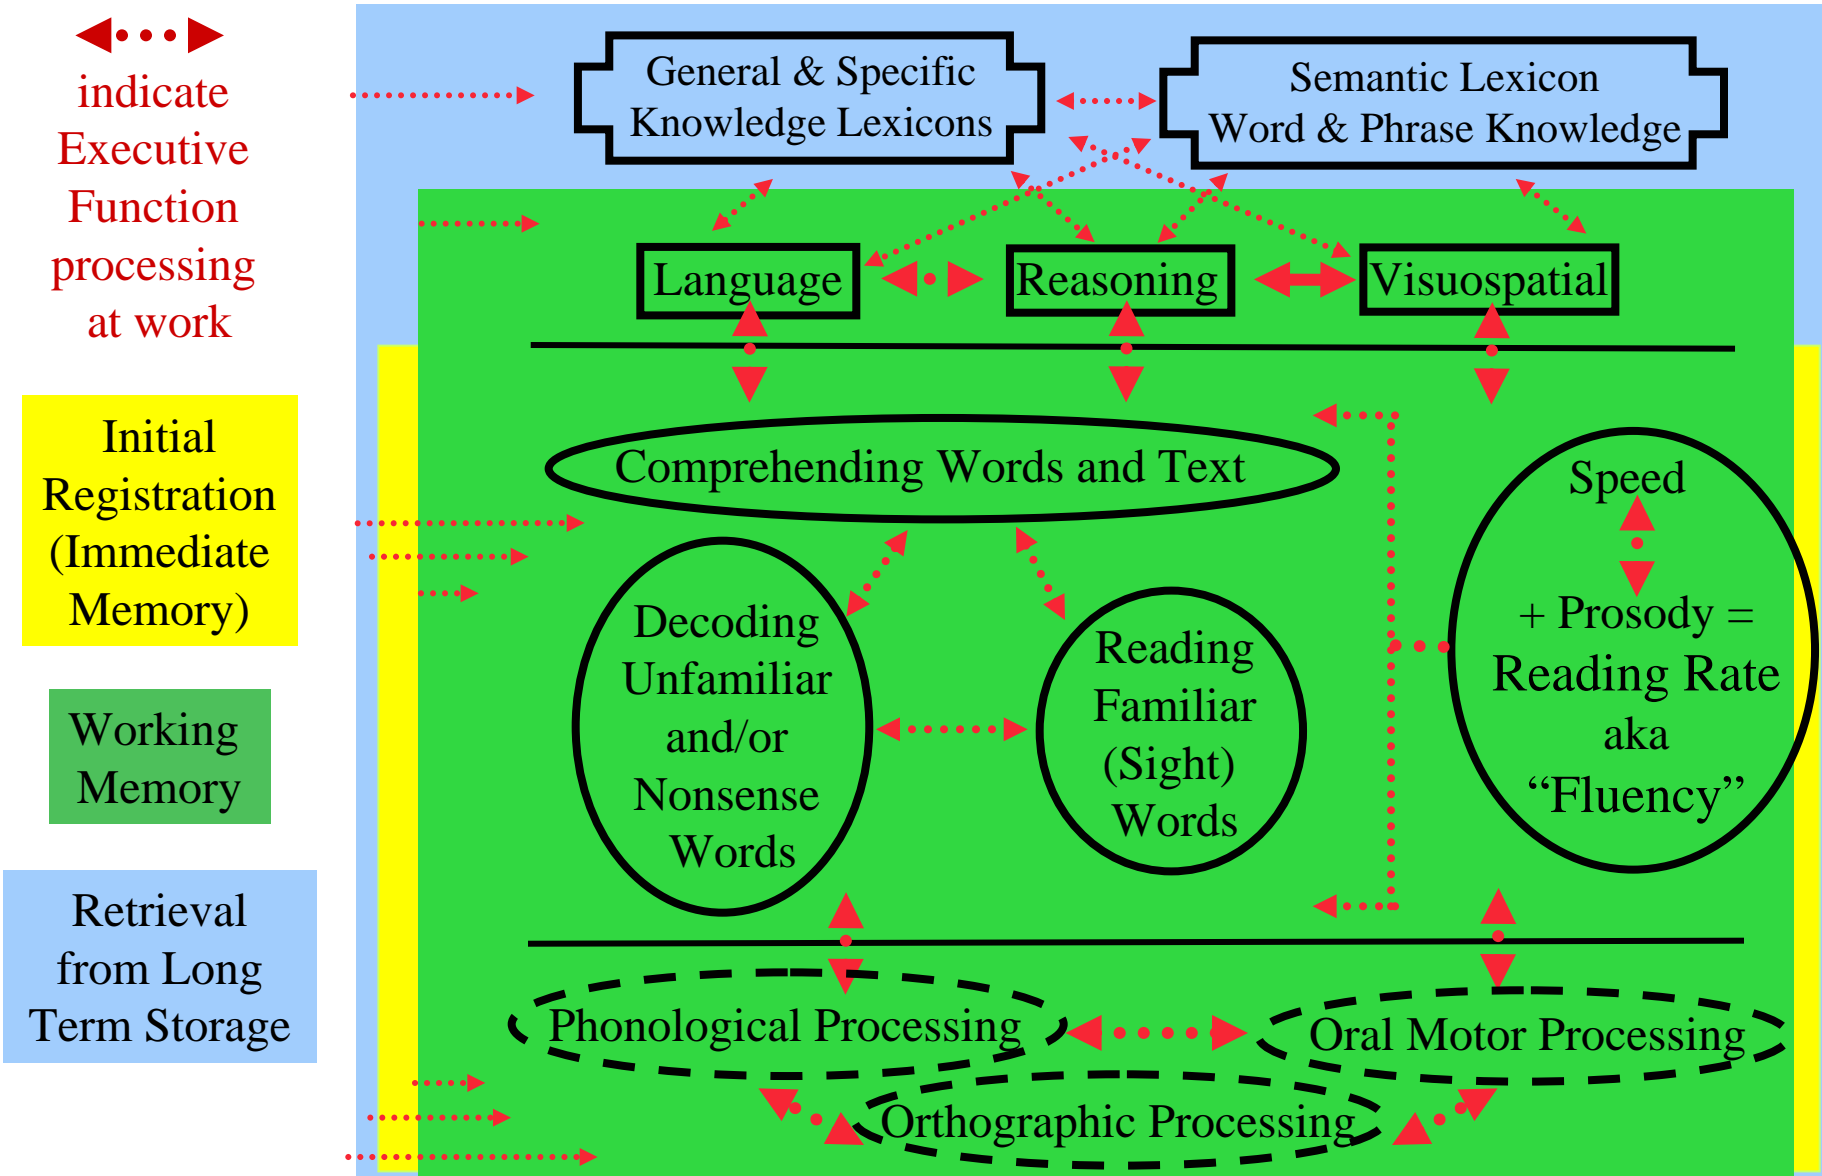 indicate
Executive
Function
processing
at work
Initial
Registration
(Immediate
Memory)
Working
Memory
Retrieval
from Long
Term Storage
General & Specific
Knowledge Lexicons
Semantic Lexicon
Word & Phrase Knowledge
Language
Reasoning
Visuospatial
Comprehending Words and Text
Decoding
Unfamiliar
and/or
Nonsense
Words
Reading
Familiar
(Sight)
Words
Speed
+ Prosody =
Reading Rate
aka
“Fluency”
Phonological Processing
Oral Motor Processing
Orthographic Processing